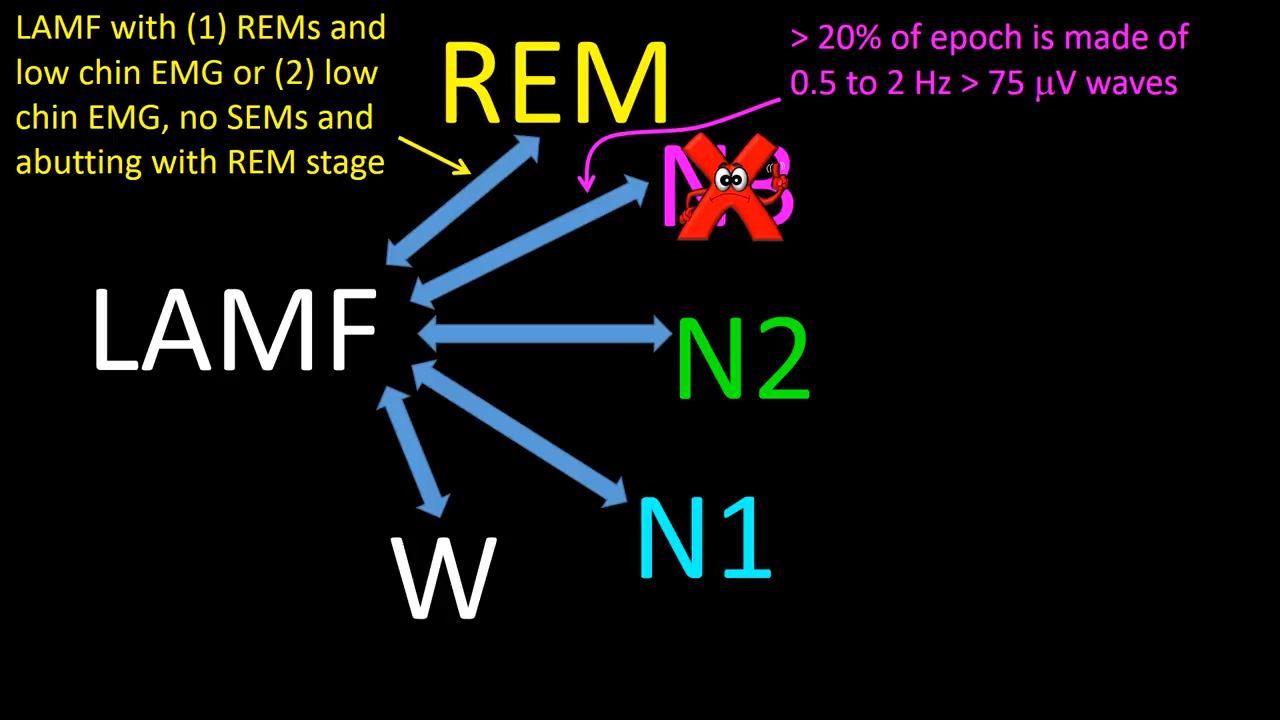 LAMF with (1) REMs and
low chin EMG or (2) low
chin EMG, no SEMs and
abutting with REM stage
REM
> 20% of epoch is made of
0.5 to 2 Hz > 75 μV waves
N3
LAMF
N2
N1
W